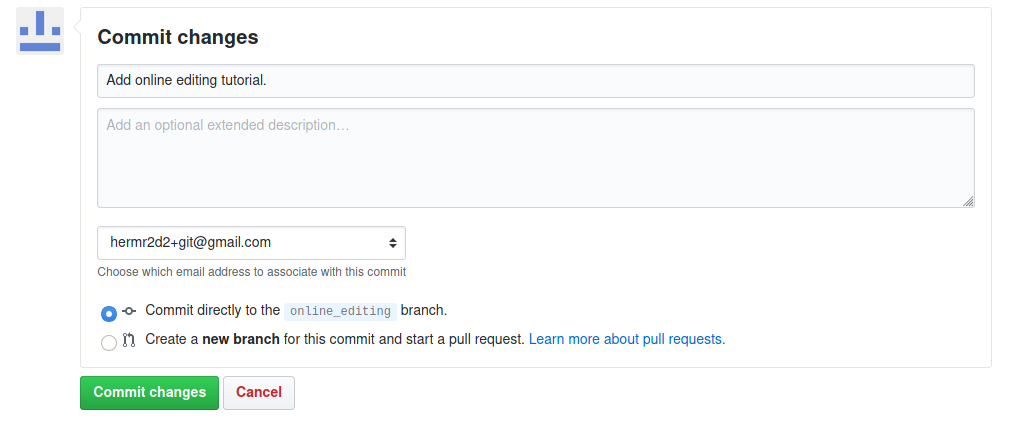 Commit changes
Add online editing tutorial.
Add an optional extended description…
hermr2d2+git@gmail.com
Choose which email address to associate with this commit
Commit directly to the online_editing branch.
Create a new branch for this commit and start a pull request. Learn more about pull requests.
Commit changes Cancel